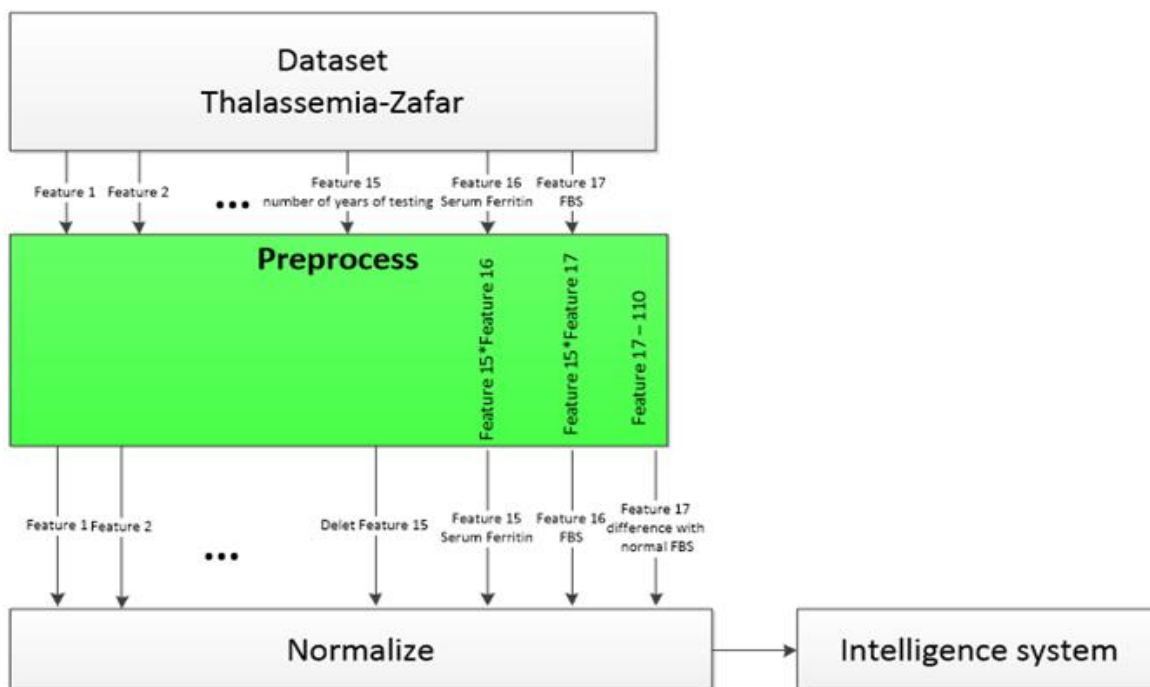 Dataset
Thalassemia-Zafar
Feature 1
Feature 2
...
Feature 15
number of years of testing
Feature 16
Serum Ferritin
Feature 17
FBS
Preprocess
Feature 15*Feature 16
Feature 15*Feature 17
Feature 17 – 110
Feature 1
Feature 2
...
Delet Feature 15
Feature 15
Serum Ferritin
Feature 16
FBS
Feature 17
difference with
normal FBS
Normalize
Intelligence system